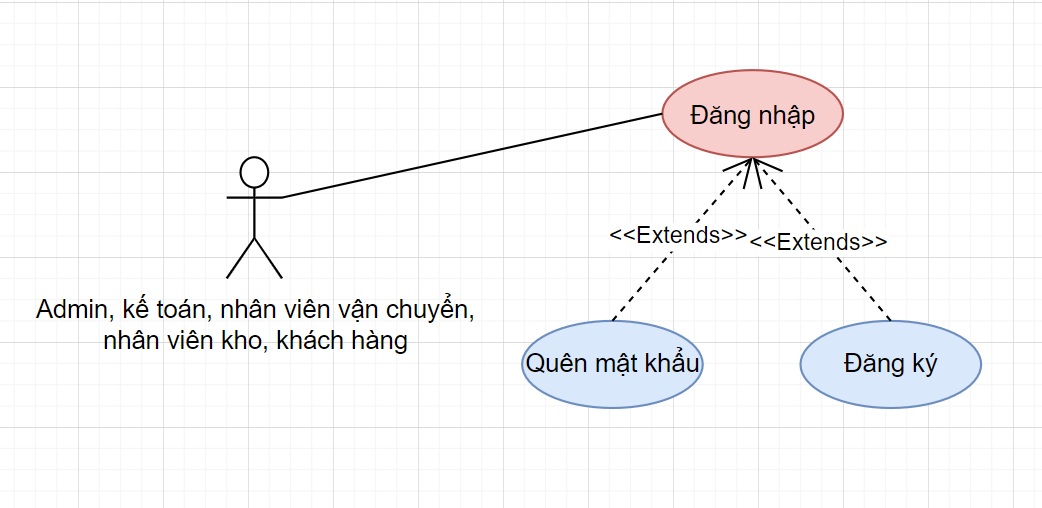 Đăng nhập
<<Extends>>
<<Extends>>
Admin, kế toán, nhân viên vận chuyển,
nhân viên kho, khách hàng
Quên mật khẩu
Đăng ký